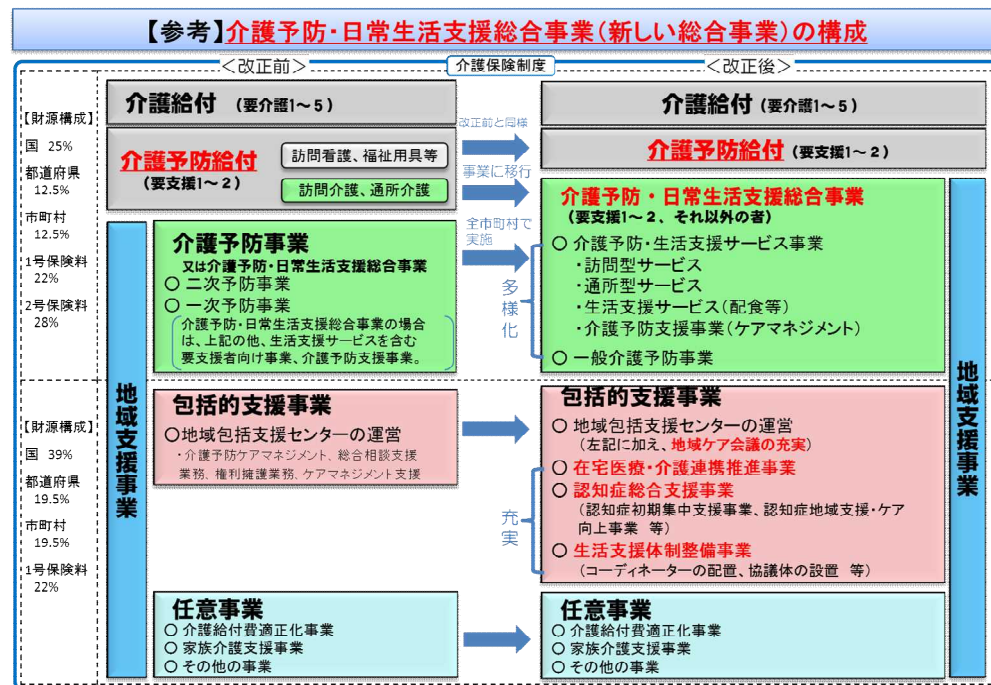 【参考】介護予防・日常生活支援総合事業（新しい総合事業）の構成
＜改正前＞
介護保険制度
＜改正後＞
【財源構成】
国 25%
都道府県
12.5%
市町村
12.5%
1号保険料
22%
2号保険料
28%
介護給付 （要介護1～5）
介護予防給付
（要支援1～2）
訪問看護、福祉用具等
訪問介護、通所介護
改正前と同様
事業に移行
全市町村で
実施
介護給付（要介護1～5）
介護予防給付（要支援1～2）
介護予防事業
又は介護予防・日常生活支援総合事業
○ 二次予防事業
○ 一次予防事業
介護予防・日常生活支援総合事業の場合
は、上記の他、生活支援サービスを含む
要支援者向け事業、介護予防支援事業。
多様化
介護予防・日常生活支援総合事業
（要支援1～2、それ以外の者）
○ 介護予防・生活支援サービス事業
・訪問型サービス
・通所型サービス
・生活支援サービス（配食等）
・介護予防支援事業（ケアマネジメント）
○ 一般介護予防事業
地域支援事業
地域支援事業
【財源構成】
国 39%
都道府県
19.5%
市町村
19.5%
1号保険料
22%
包括的支援事業
○地域包括支援センターの運営
・介護予防ケアマネジメント、総合相談支援
業務、権利擁護業務、ケアマネジメント支援
充実
包括的支援事業
○ 地域包括支援センターの運営
（左記に加え、地域ケア会議の充実）
○ 在宅医療・介護連携推進事業
○ 認知症総合支援事業
（認知症初期集中支援事業、認知症地域支援・ケア
向上事業 等）
○ 生活支援体制整備事業
（コーディネーターの配置、協議体の設置 等）
任意事業
○ 介護給付費適正化事業
○ 家族介護支援事業
○ その他の事業
任意事業
○ 介護給付費適正化事業
○ 家族介護支援事業
○ その他の事業